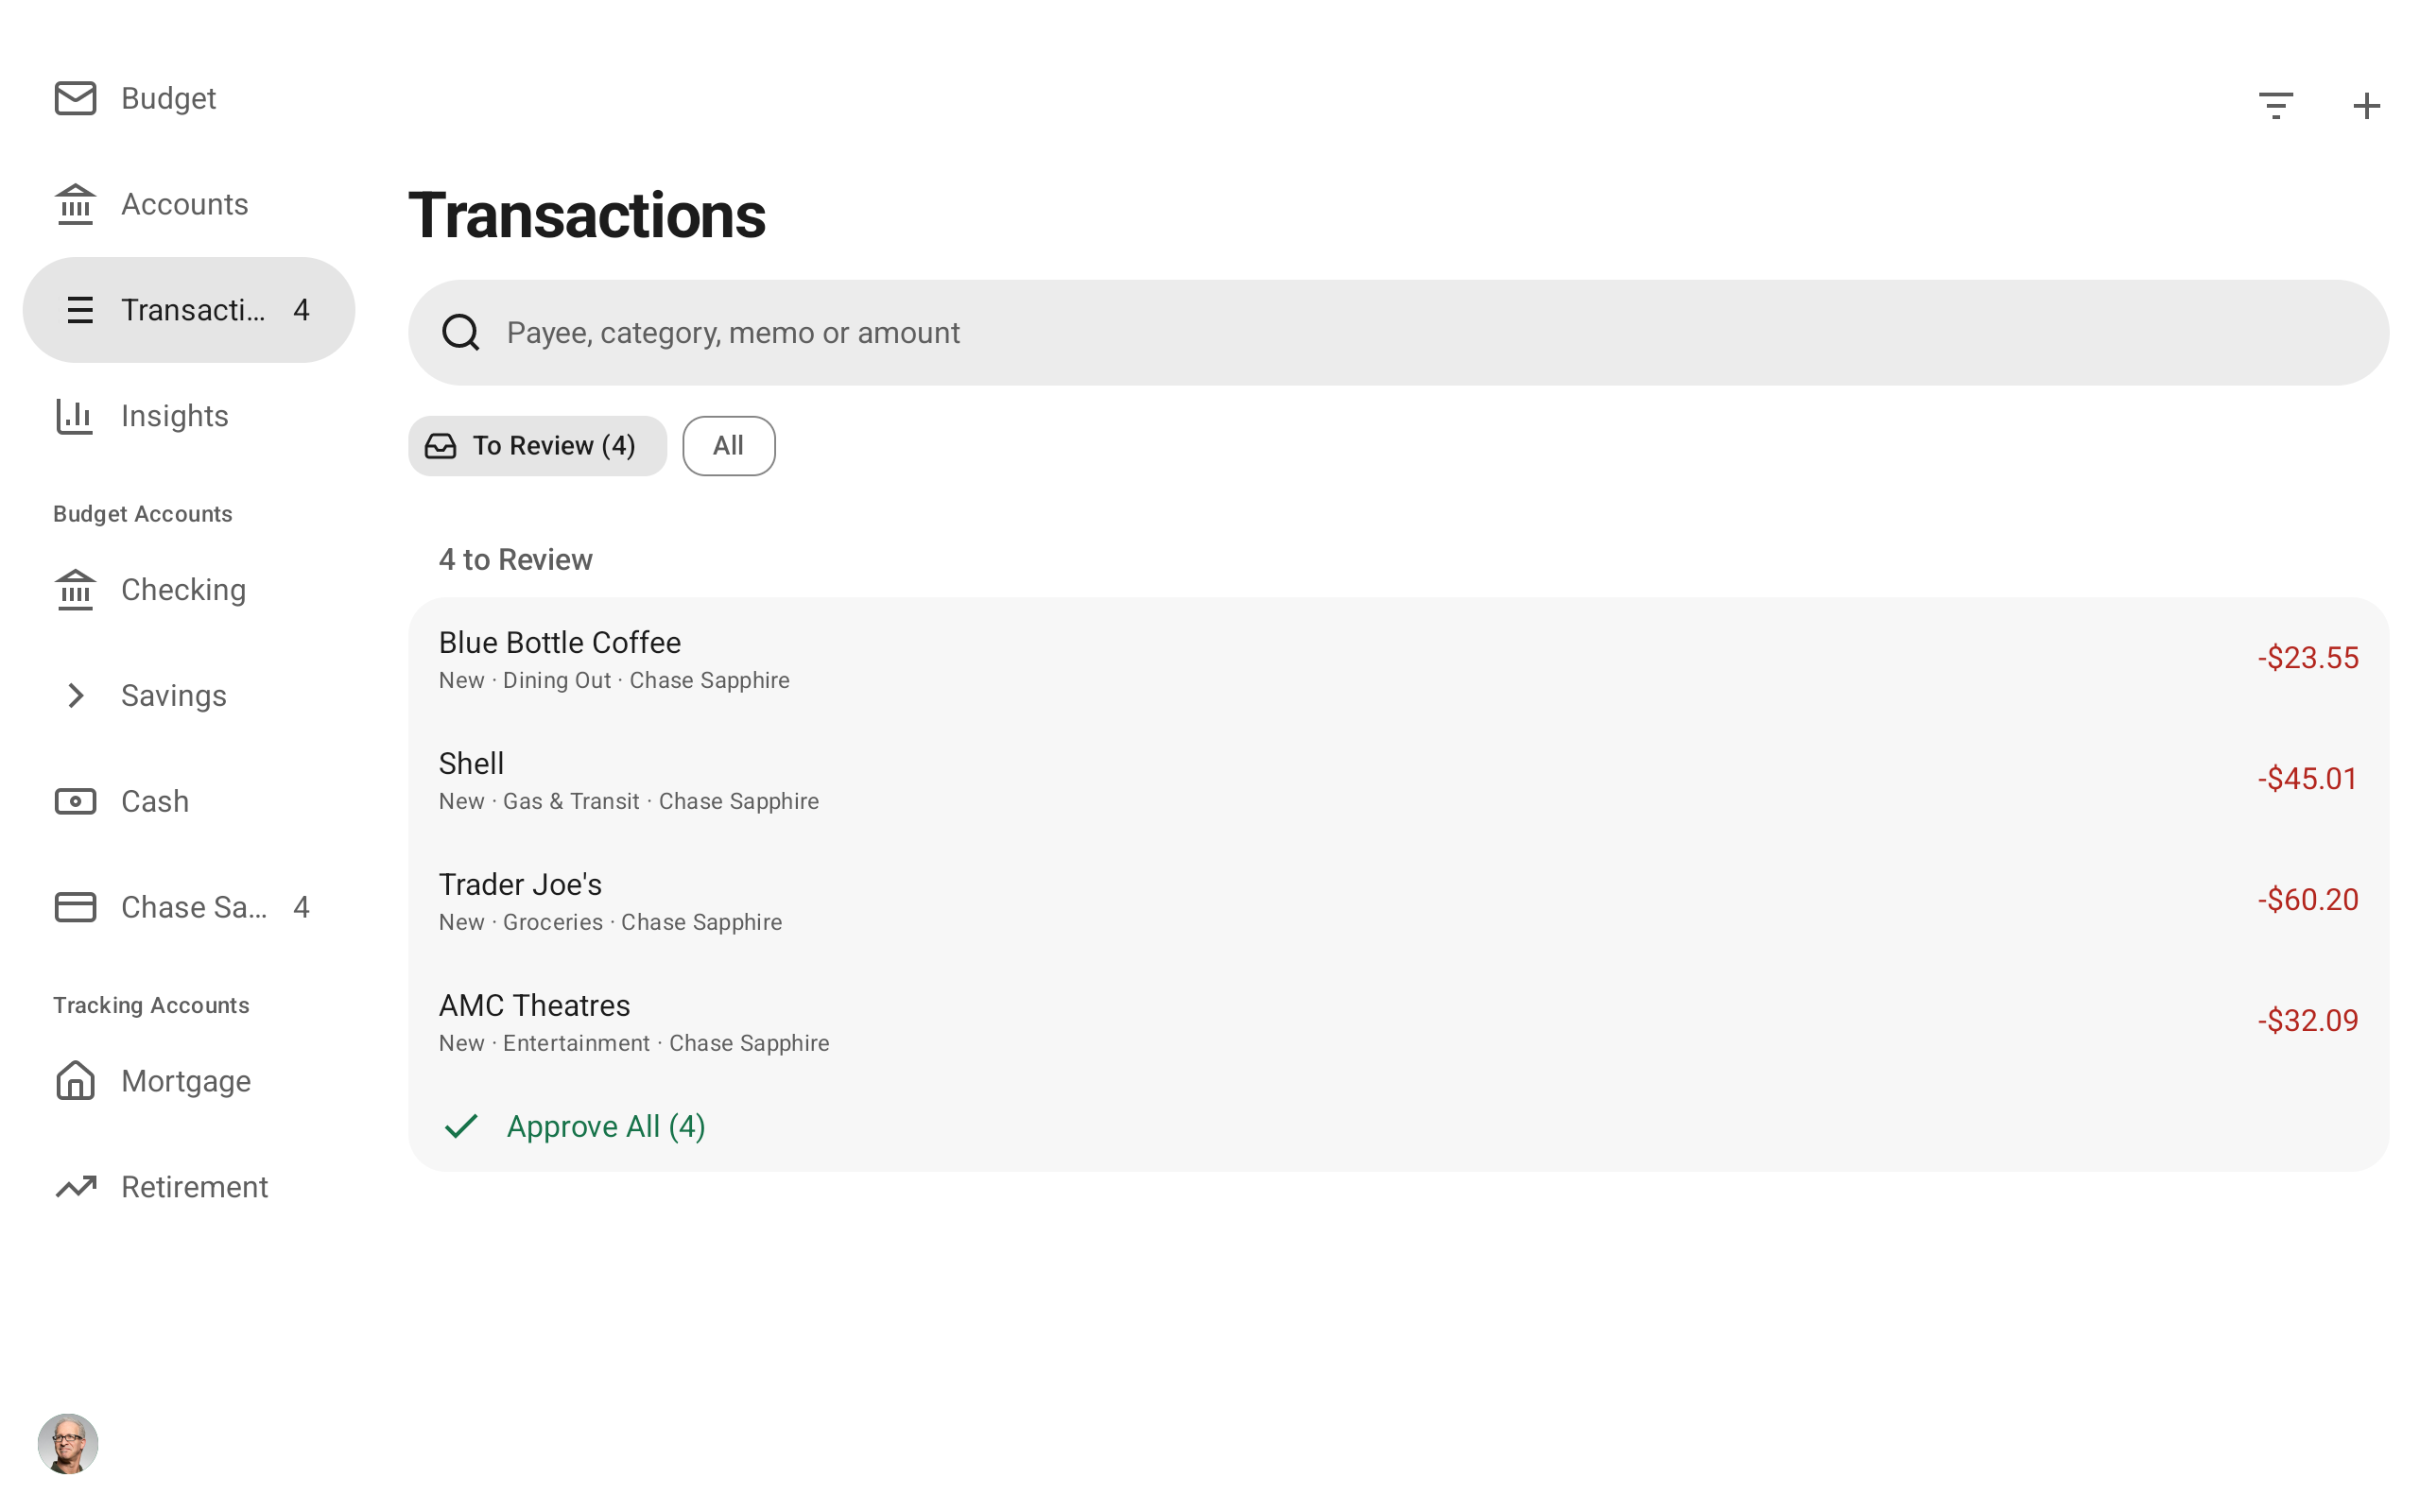 Budget
Accounts
Transacti... 4
Insights
Budget Accounts
Checking
Savings
Cash
Chase Sa... 4
Tracking Accounts
Mortgage
Retirement
Transactions
Payee, category, memo or amount
To Review (4) All
4 to Review
Blue Bottle Coffee -$23.55
New · Dining Out · Chase Sapphire
Shell -$45.01
New · Gas & Transit · Chase Sapphire
Trader Joe's -$60.20
New · Groceries · Chase Sapphire
AMC Theatres -$32.09
New · Entertainment · Chase Sapphire
Approve All (4)